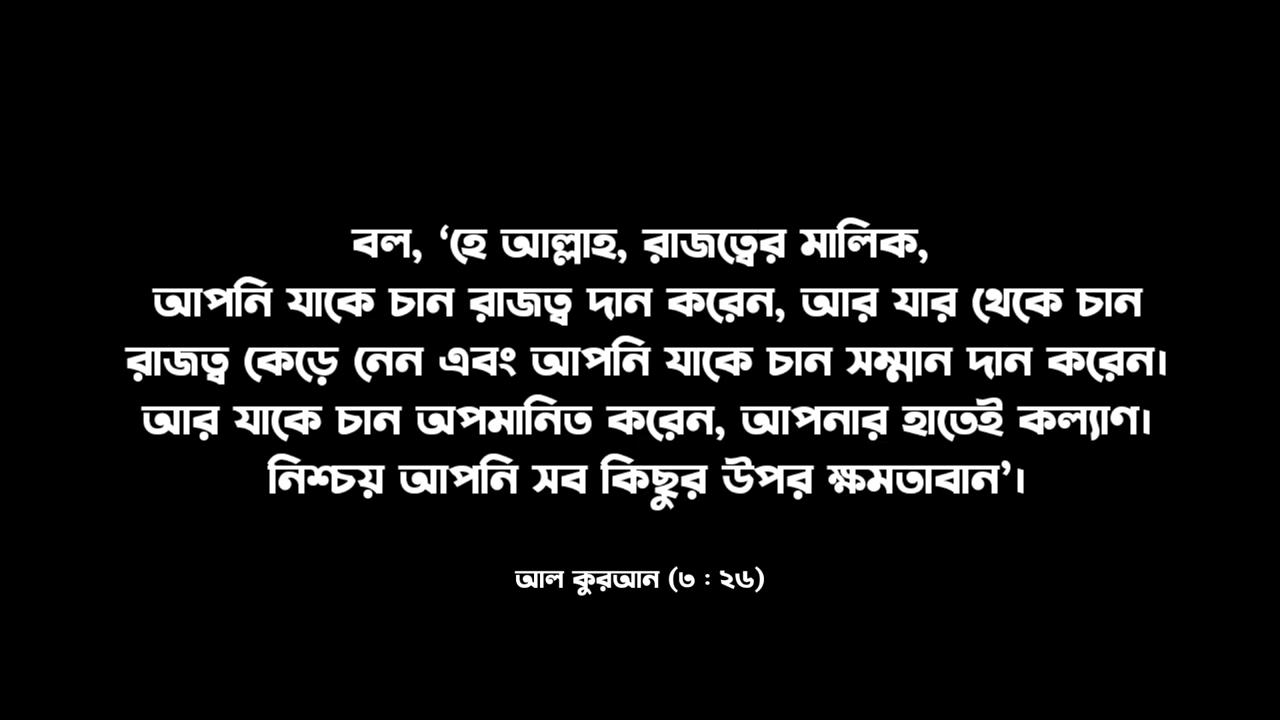 বল, ‘হে আল্লাহ, রাজত্বের মালিক,
আপনি যাকে চান রাজত্ব দান করেন, আর যার থেকে চান
রাজত্ব কেড়ে নেন এবং আপনি যাকে চান সম্মান দান করেন।
আর যাকে চান অপমানিত করেন, আপনার হাতেই কল্যাণ।
নিশ্চয় আপনি সব কিছুর উপর ক্ষমতাবান’।
আল কুরআন (৩ : ২৬)